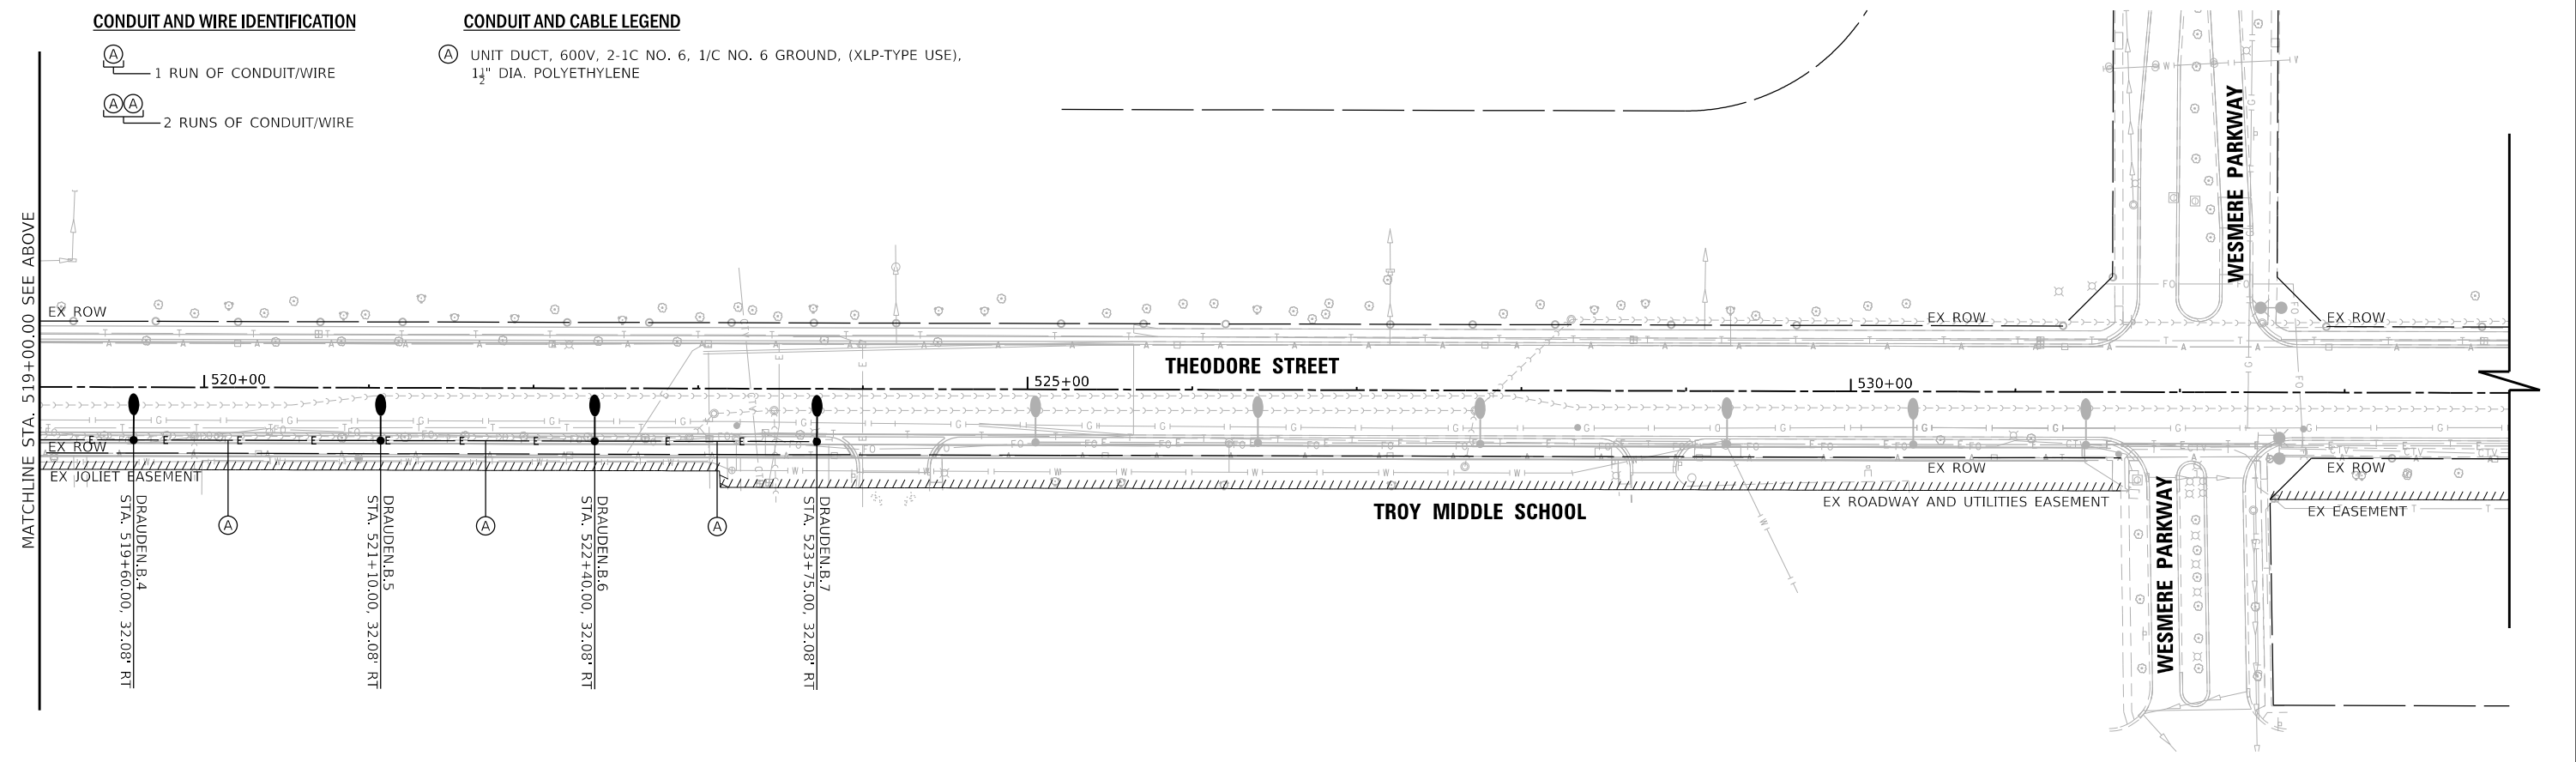 CONDUIT AND WIRE IDENTIFICATION
A
1 RUN OF CONDUIT/WIRE
A A
2 RUNS OF CONDUIT/WIRE
CONDUIT AND CABLE LEGEND
A UNIT DUCT, 600V, 2-1C NO. 6, 1/C NO. 6 GROUND, (XLP-TYPE USE),
1½" DIA. POLYETHYLENE
MATCHLINE STA. 519+00.00 SEE ABOVE
WESMERE PARKWAY
EX ROW
EX ROW
EX ROW
THEODORE STREET
520+00
525+00
530+00
EX ROW
EX ROW
EX ROW
EX JOLIET EASEMENT
EX ROADWAY AND UTILITIES EASEMENT
EX EASEMENT
TROY MIDDLE SCHOOL
WESMERE PARKWAY
A
A
A
DRAUDEN.B.4
STA. 519+60.00, 32.08' RT
DRAUDEN.B.5
STA. 521+10.00, 32.08' RT
DRAUDEN.B.6
STA. 522+40.00, 32.08' RT
DRAUDEN.B.7
STA. 523+75.00, 32.08' RT